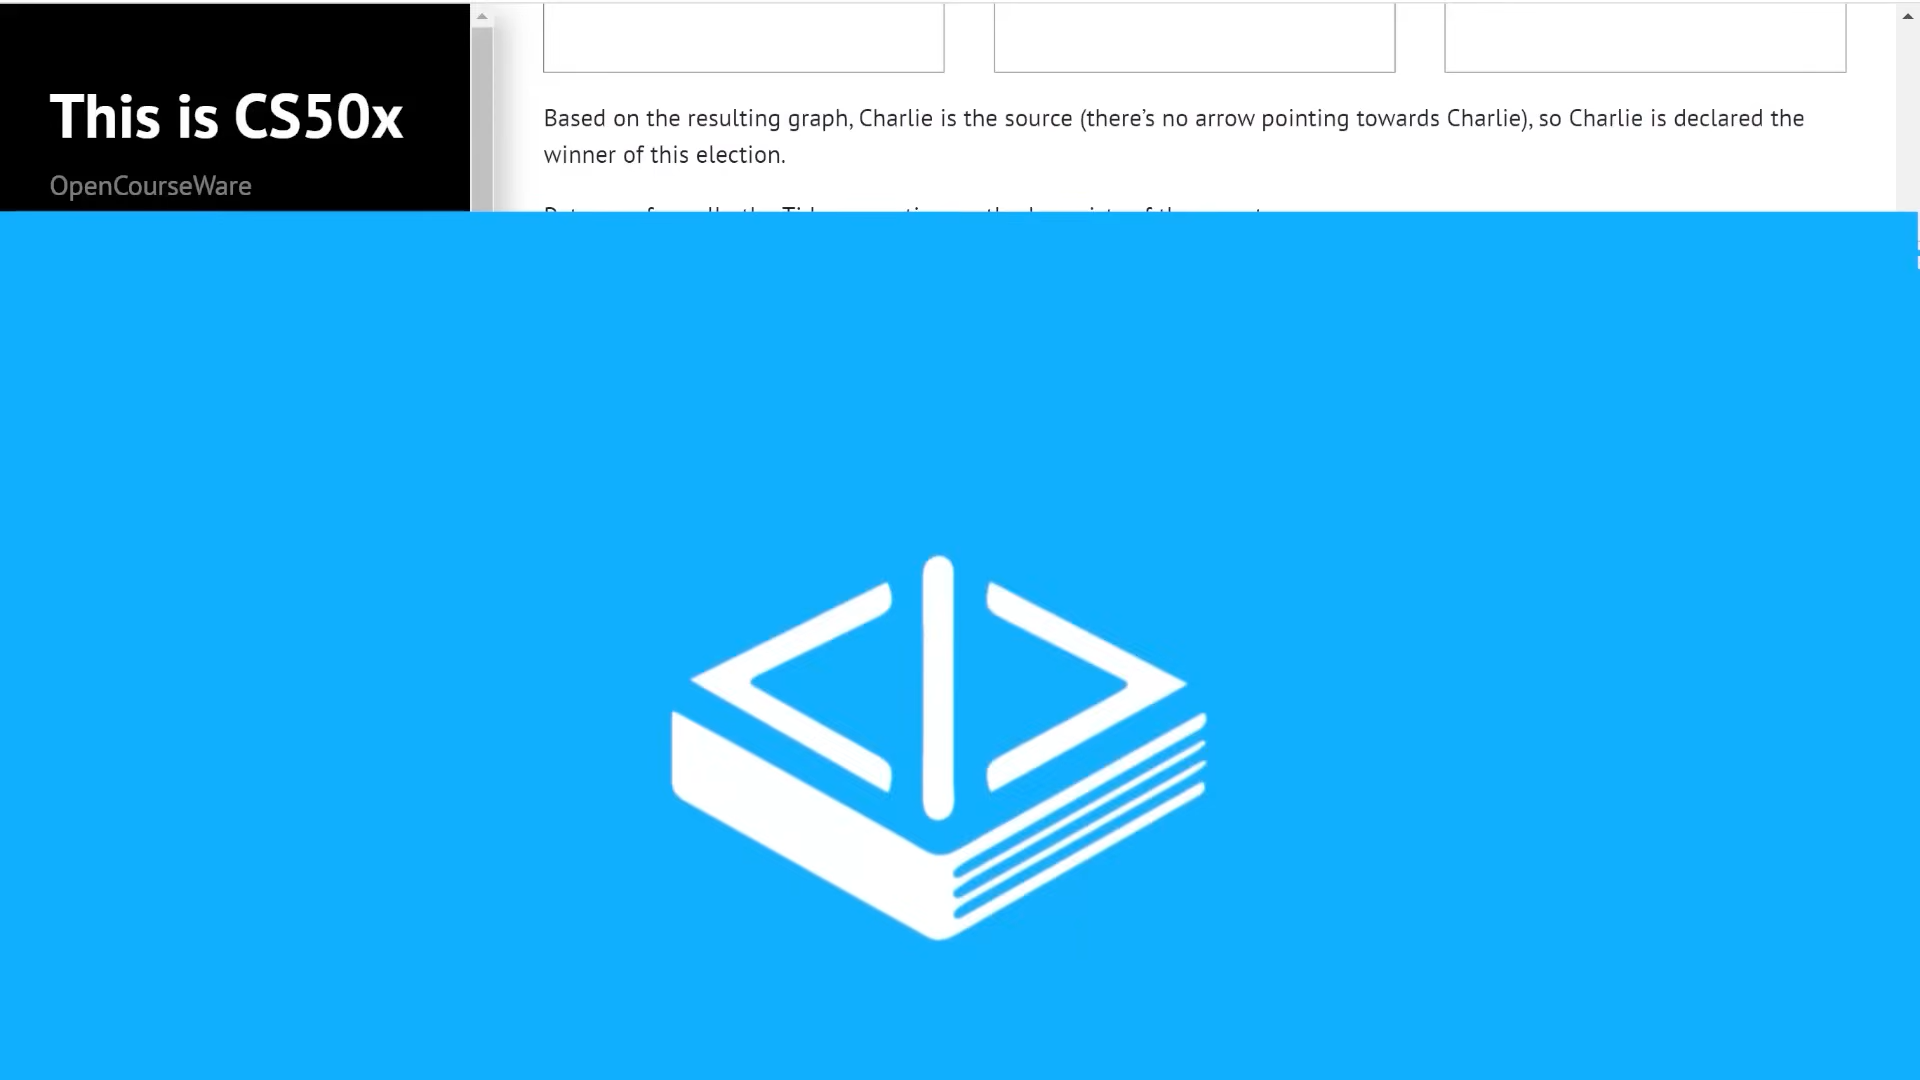 This is CS50x
OpenCourseWare
Based on the resulting graph, Charlie is the source (there’s no arrow pointing towards Charlie), so Charlie is declared the
winner of this election.